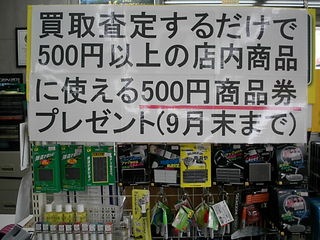 買取査定するだけで
500円以上の店内商品
に使える500円商品券
プレゼント(9月末まで)